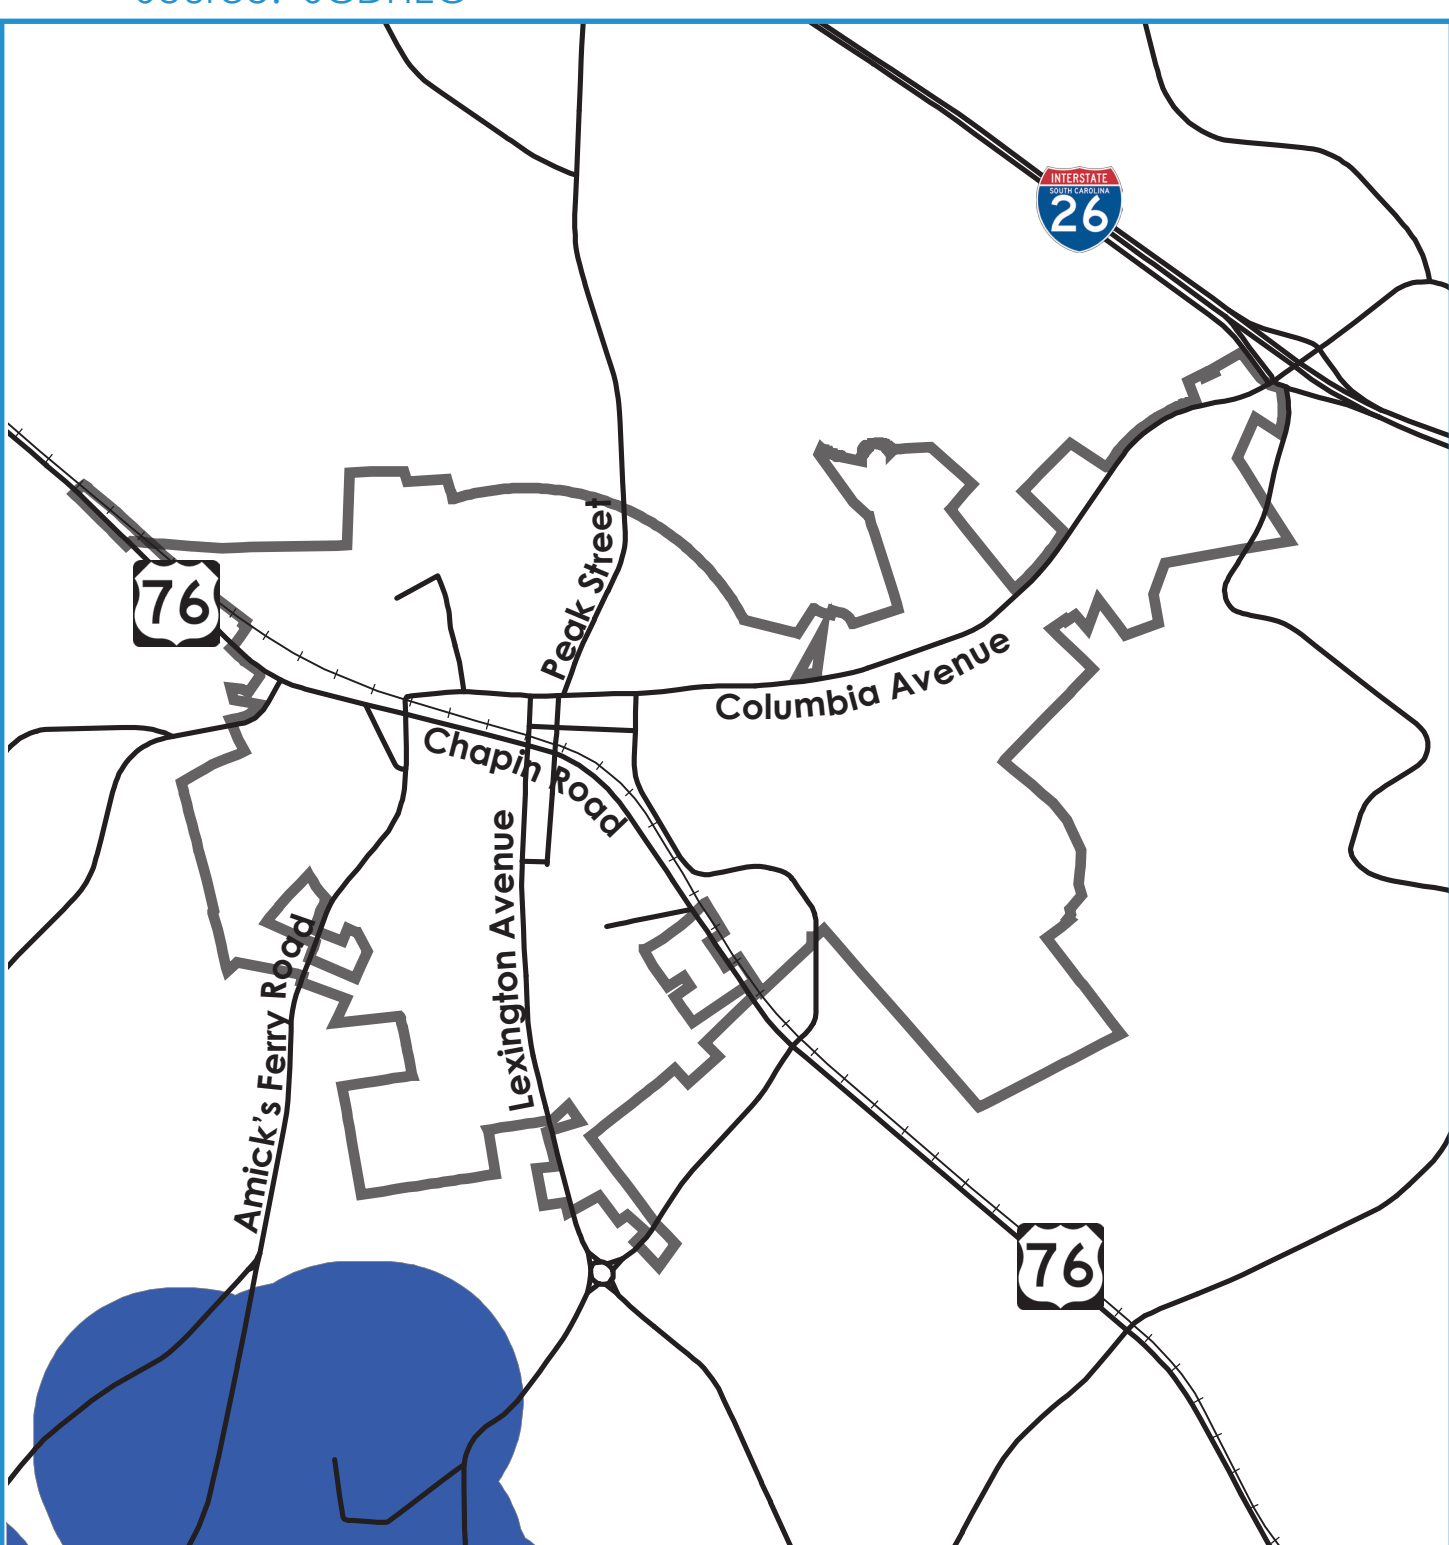 INTERSTATE
SOUTH CAROLINA
26
Peak Street
76
Columbia Avenue
Chapin Road
Lexington Avenue
Amick's Ferry Road
76